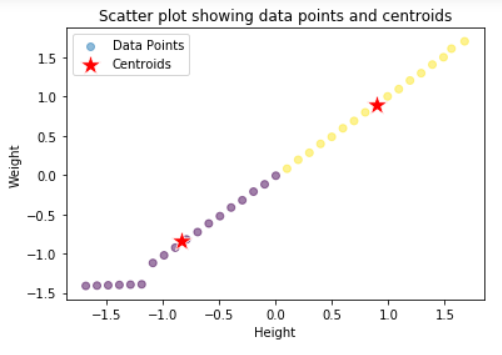 Scatter plot showing data points and centroids
Data Points
Centroids
1.5
1.0
0.5
0.0
−0.5
−1.0
−1.5
Weight
−1.5 −1.0 −0.5 0.0 0.5 1.0 1.5
Height